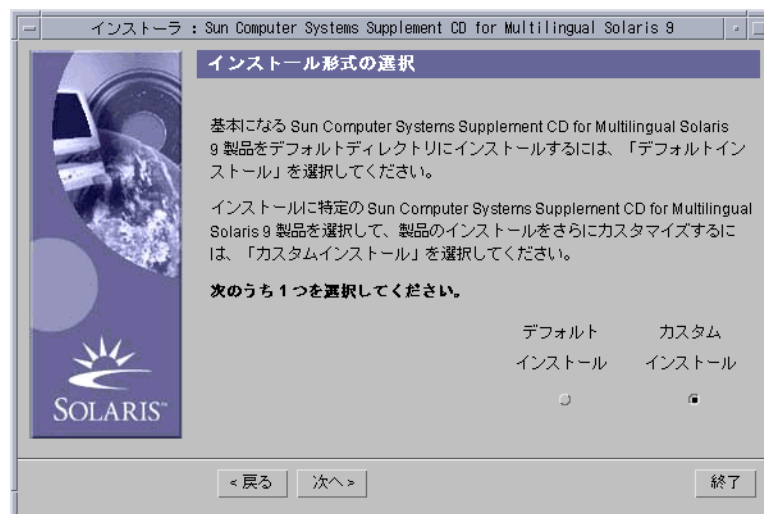 インストーラ : Sun Computer Systems Supplement CD for Multilingual Solaris 9
インストール形式の選択
基本になる Sun Computer Systems Supplement CD for Multilingual Solaris
9 製品をデフォルトディレクトリにインストールするには、「デフォルトイン
ストール」を選択してください。
インストールに特定の Sun Computer Systems Supplement CD for Multilingual
Solaris 9 製品を選択して、製品のインストールをさらにカスタマイズするに
は、「カスタムインストール」を選択してください。
次のうち 1 つを選択してください。
デフォルト カスタム
インストール インストール
SOLARIS™
< 戻る 次へ > 終了